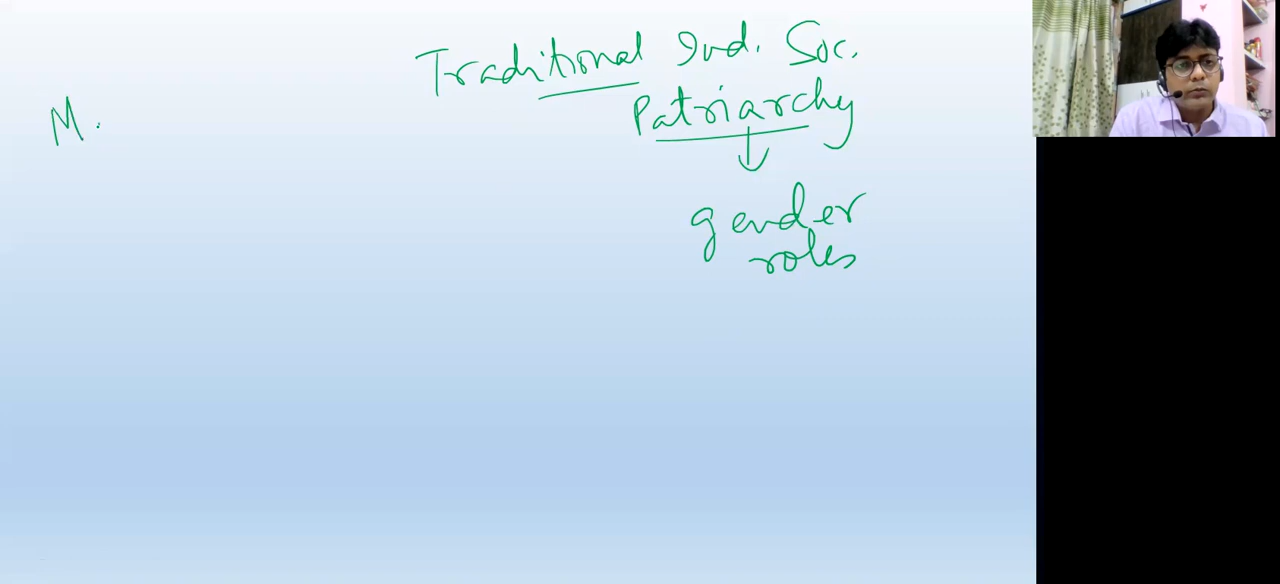 Traditional Ind. Soc.
M.
Patriarchy
gender
roles